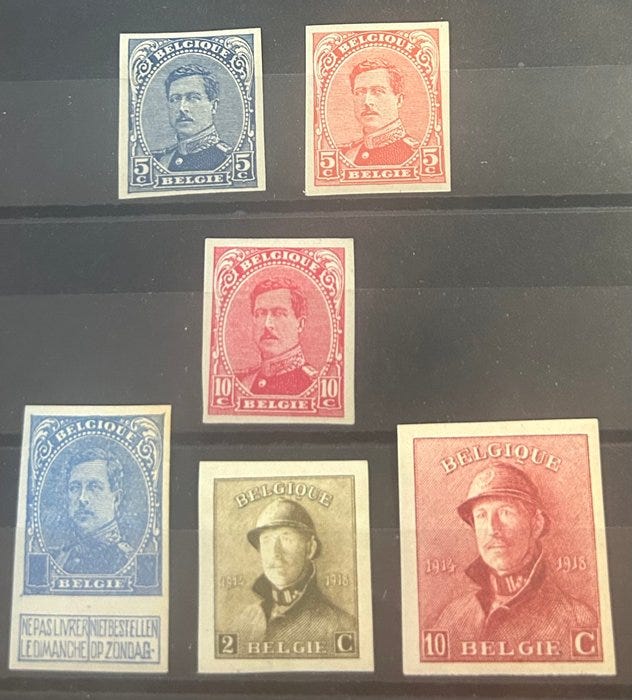 BELGIQUE
5 C 5 C
BELGIE
BELGIQUE
5 C 5 C
BELGIE
BELGIQUE
10 C 10 C
BELGIE
BELGIQUE
BELGIE
NE PAS LIVRER NIET BESTELLEN
LE DIMANCHE OP ZONDAG.
BELGIQUE
1914 1918
2 BELGIE C
BELGIQUE
1914 1918
10 BELGIE C